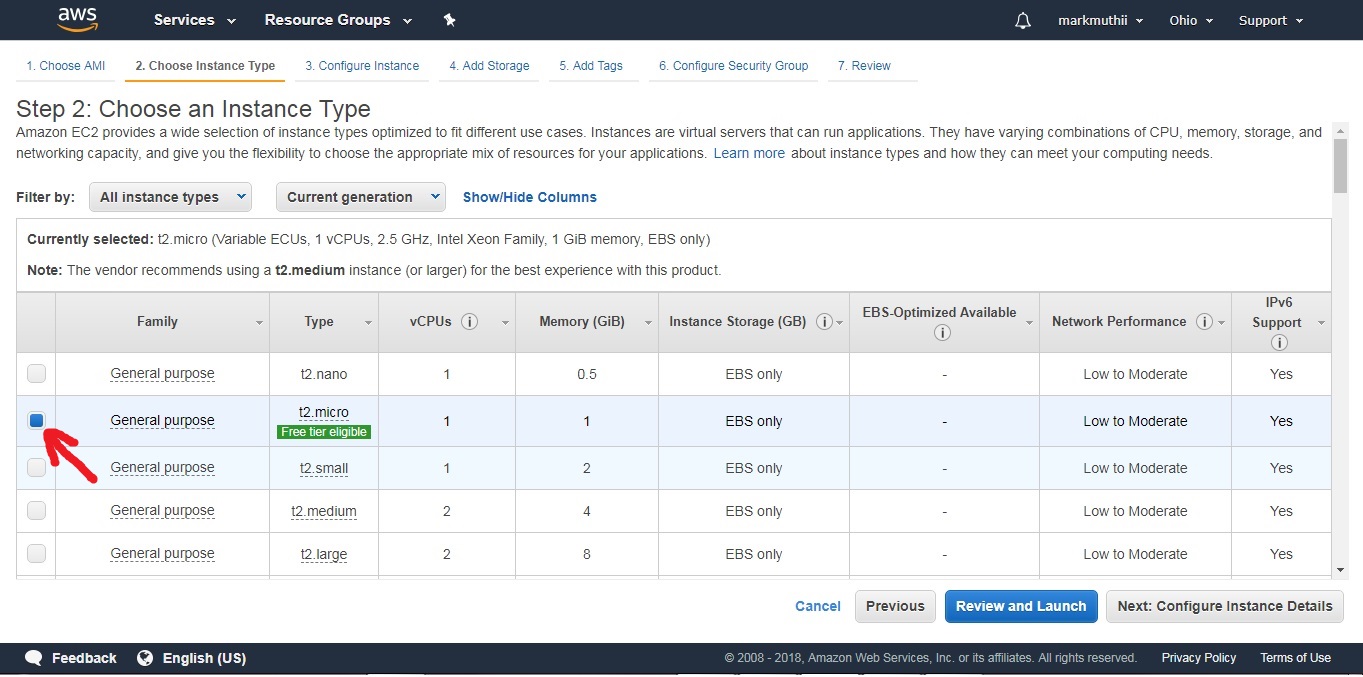 aws Services Resource Groups markmuthii Ohio Support
1. Choose AMI 2. Choose Instance Type 3. Configure Instance 4. Add Storage 5. Add Tags 6. Configure Security Group 7. Review
Step 2: Choose an Instance Type
Amazon EC2 provides a wide selection of instance types optimized to fit different use cases. Instances are virtual servers that can run applications. They have varying combinations of CPU, memory, storage, and
networking capacity, and give you the flexibility to choose the appropriate mix of resources for your applications. Learn more about instance types and how they can meet your computing needs.
Filter by: All instance types Current generation Show/Hide Columns
Currently selected: t2.micro (Variable ECUs, 1 vCPUs, 2.5 GHz, Intel Xeon Family, 1 GiB memory, EBS only)
Note: The vendor recommends using a t2.medium instance (or larger) for the best experience with this product.
Family Type vCPUs i Memory (GiB) Instance Storage (GB) i EBS-Optimized Available i Network Performance i IPv6 Support i
General purpose t2.nano 1 0.5 EBS only - Low to Moderate Yes
General purpose t2.micro 1 1 EBS only - Low to Moderate Yes
Free tier eligible
General purpose t2.small 1 2 EBS only - Low to Moderate Yes
General purpose t2.medium 2 4 EBS only - Low to Moderate Yes
General purpose t2.large 2 8 EBS only - Low to Moderate Yes
Cancel Previous Review and Launch Next: Configure Instance Details
Feedback English (US) © 2008 - 2018, Amazon Web Services, Inc. or its affiliates. All rights reserved. Privacy Policy Terms of Use